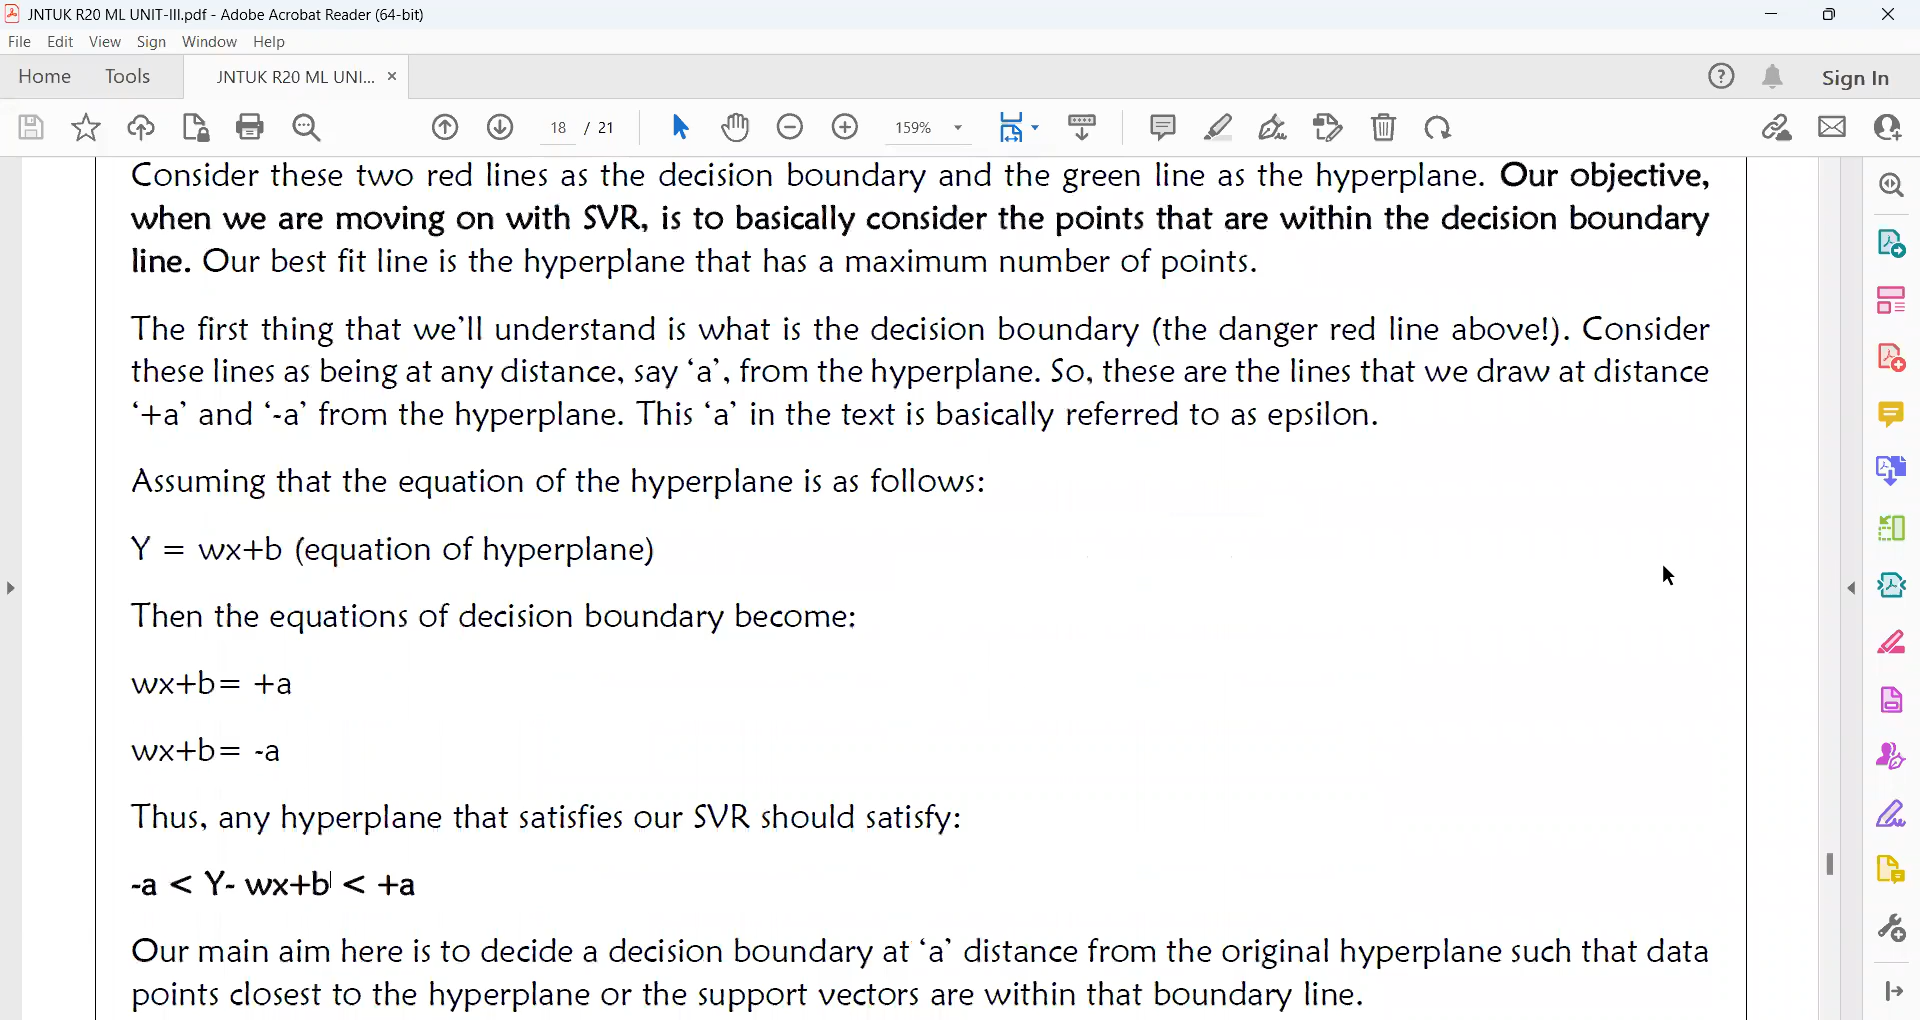 JNTUK R20 ML UNIT-III.pdf - Adobe Acrobat Reader (64-bit)
File Edit View Sign Window Help
Home Tools JNTUK R20 ML UNI... × Sign In
18 / 21 159%
Consider these two red lines as the decision boundary and the green line as the hyperplane. Our objective,
when we are moving on with SVR, is to basically consider the points that are within the decision boundary
line. Our best fit line is the hyperplane that has a maximum number of points.
The first thing that we'll understand is what is the decision boundary (the danger red line above!). Consider
these lines as being at any distance, say ‘a’, from the hyperplane. So, these are the lines that we draw at distance
‘+a’ and ‘-a’ from the hyperplane. This ‘a’ in the text is basically referred to as epsilon.
Assuming that the equation of the hyperplane is as follows:
Y = wx+b (equation of hyperplane)
Then the equations of decision boundary become:
wx+b= +a
wx+b= -a
Thus, any hyperplane that satisfies our SVR should satisfy:
-a < Y- wx+b < +a
Our main aim here is to decide a decision boundary at ‘a’ distance from the original hyperplane such that data
points closest to the hyperplane or the support vectors are within that boundary line.